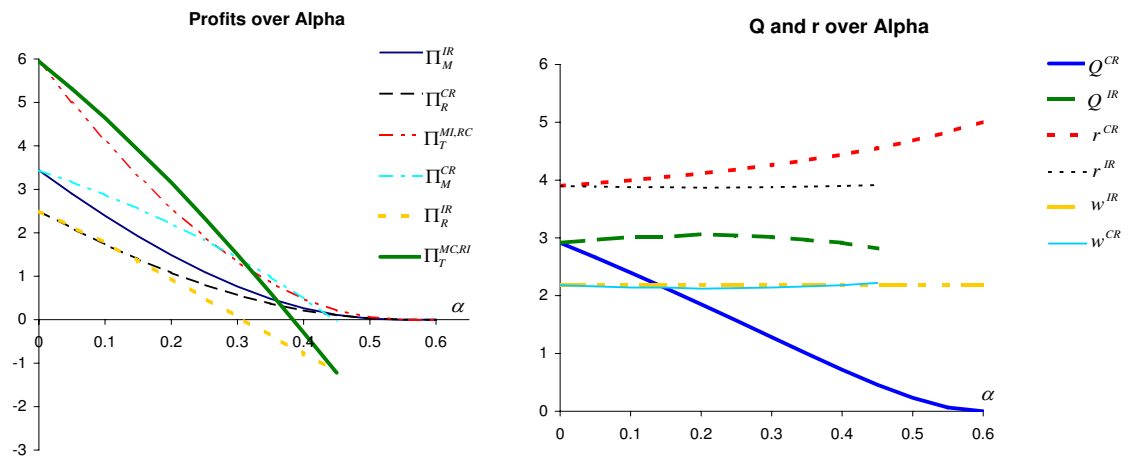 Profits over Alpha
6
5
4
3
2
1
0
-1
-2
-3
0
0.1
0.2
0.3
0.4
0.5
0.6
α
Π_M^{IR}
Π_R^{CR}
Π_T^{MI,RC}
Π_M^{CR}
Π_R^{IR}
Π_T^{MC,RI}
Q and r over Alpha
6
5
4
3
2
1
0
0
0.1
0.2
0.3
0.4
0.5
0.6
α
Q^{CR}
Q^{IR}
r^{CR}
r^{IR}
w^{IR}
w^{CR}